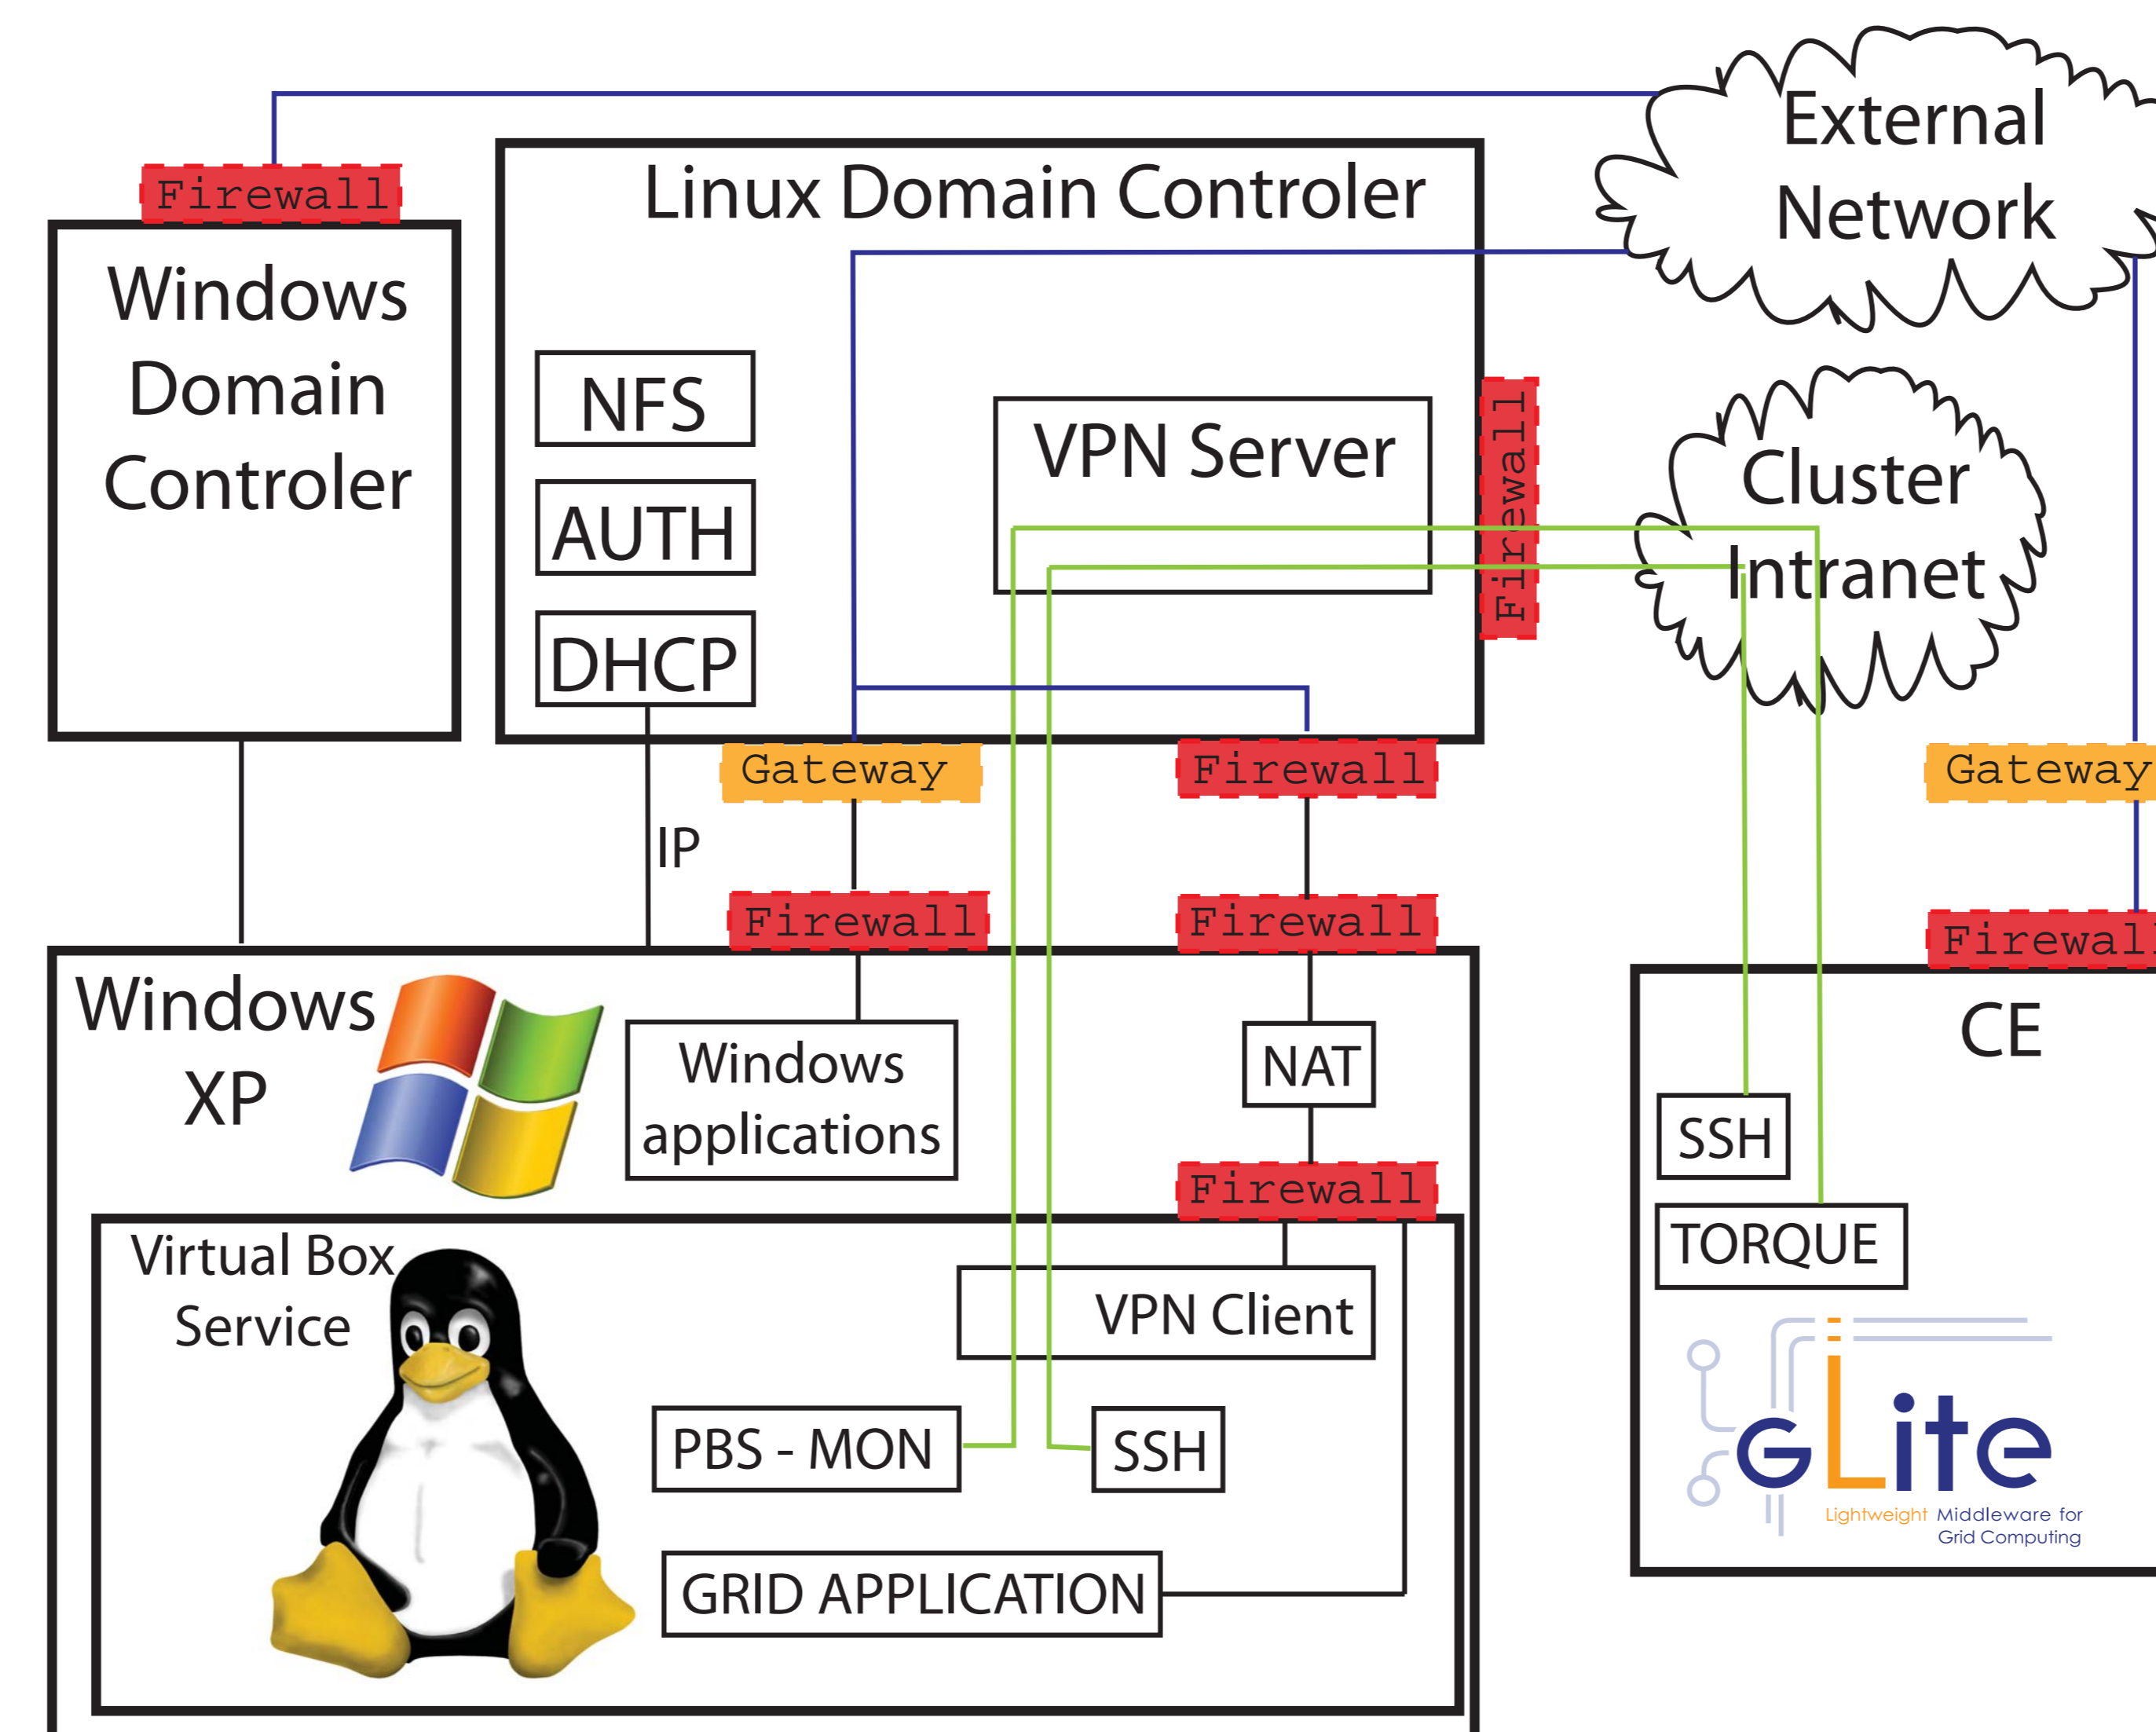 External
Network
Firewall
Linux Domain Controler
Windows
Domain
Controler
NFS
AUTH
DHCP
VPN Server
Firewall
Cluster
Intranet
Gateway
Firewall
Gateway
IP
Firewall
Firewall
Firewall
Windows
XP
Windows
applications
NAT
Firewall
CE
SSH
TORQUE
Virtual Box
Service
VPN Client
PBS - MON
SSH
GRID APPLICATION
gLite
Lightweight Middleware for
Grid Computing